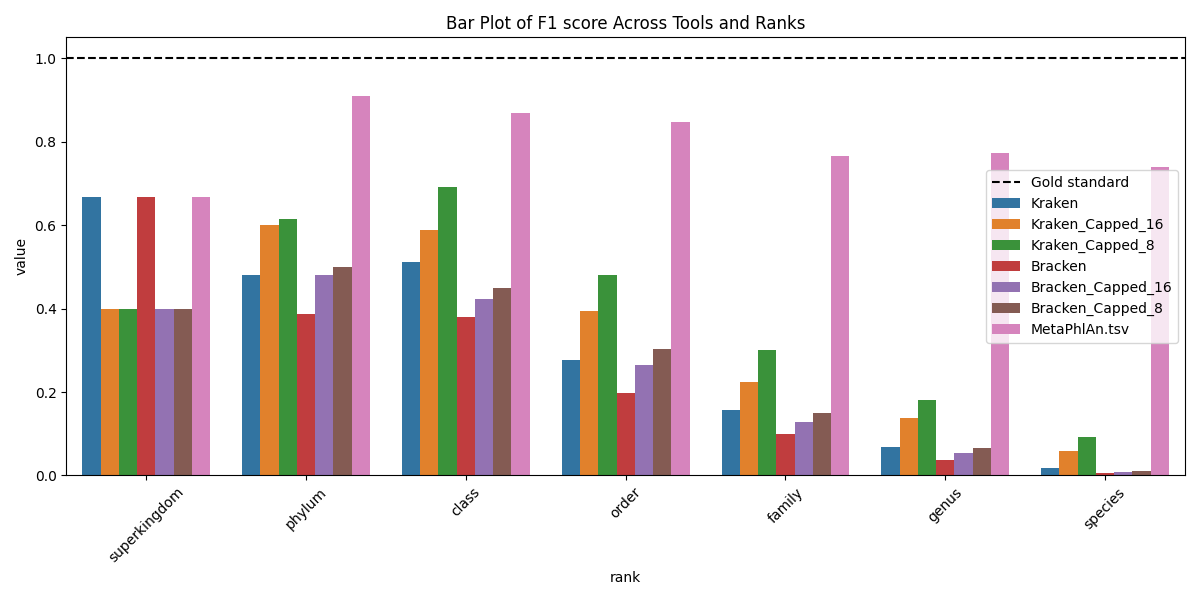 Bar Plot of F1 score Across Tools and Ranks
value
1.0
0.8
0.6
0.4
0.2
0.0
Gold standard
Kraken
Kraken_Capped_16
Kraken_Capped_8
Bracken
Bracken_Capped_16
Bracken_Capped_8
MetaPhlAn.tsv
superkingdom
phylum
class
order
family
genus
species
rank